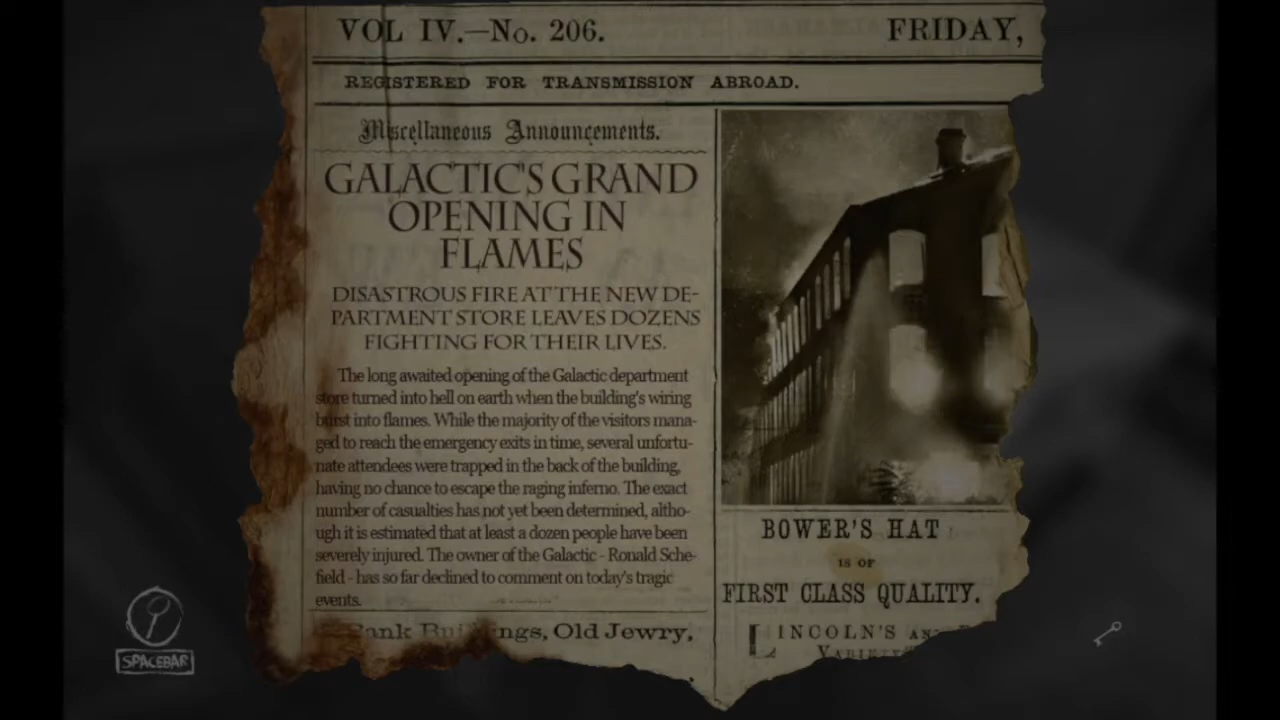 VOL IV.—No. 206.
FRIDAY,
REGISTERED FOR TRANSMISSION ABROAD.
Miscellaneous Announcements.
GALACTIC'S GRAND
OPENING IN
FLAMES
DISASTROUS FIRE AT THE NEW DE-
PARTMENT STORE LEAVES DOZENS
FIGHTING FOR THEIR LIVES.
The long awaited opening of the Galactic department
store turned into hell on earth when the building's wiring
burst into flames. While the majority of the visitors mana-
ged to reach the emergency exits in time, several unfortu-
nate attendees were trapped in the back of the building,
having no chance to escape the raging inferno. The exact
number of casualties has not yet been determined, altho-
ugh it is estimated that at least a dozen people have been
severely injured. The owner of the Galactic - Ronald Sche-
field - has so far declined to comment on today's tragic
events.
Bank Buildings, Old Jewry,
BOWER'S HAT
IS OF
FIRST CLASS QUALITY.
LINCOLN'S AND
SPACEBAR